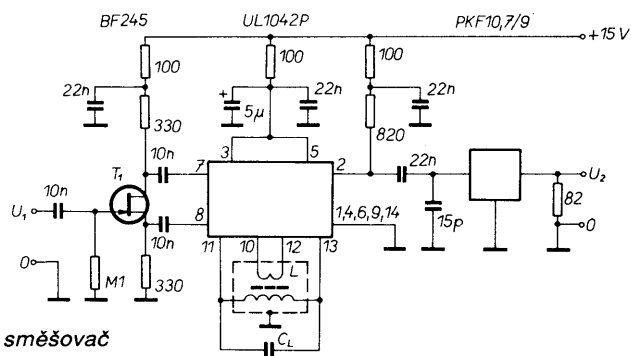 BF245 UL1042P PKF10,7/9
+15 V
100 100 100
22n + 5µ 22n 22n
330 820
10n 7 3 5 2 22n
10n T₁ U₂
U₁ 8 1,4,6,9,14 15p 82
10n 11 10 12 13 0
0 M1 330 L
směšovač C_L